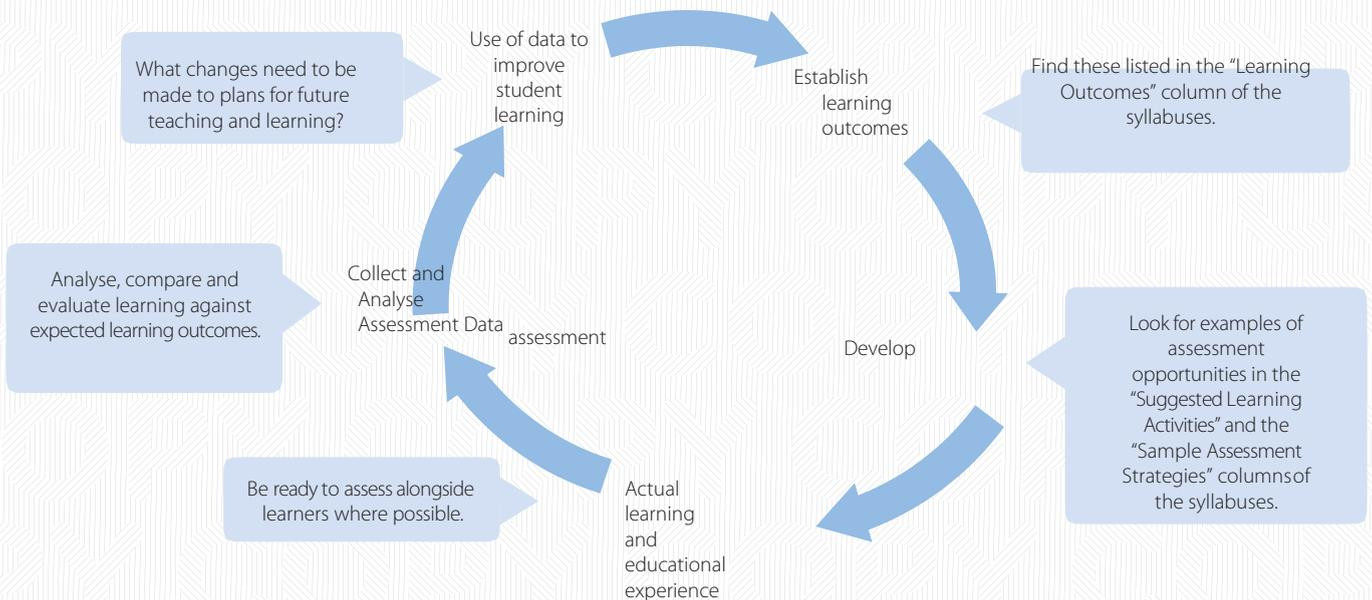 Use of data to
improve
student
learning
What changes need to be
made to plans for future
teaching and learning?
Establish
learning
outcomes
Find these listed in the “Learning
Outcomes” column of the
syllabuses.
Analyse, compare and
evaluate learning against
expected learning outcomes.
Collect and
Analyse
Assessment Data
assessment
Develop
Look for examples of
assessment
opportunities in the
“Suggested Learning
Activities” and the
“Sample Assessment
Strategies” columns of
the syllabuses.
Be ready to assess alongside
learners where possible.
Actual
learning
and
educational
experience